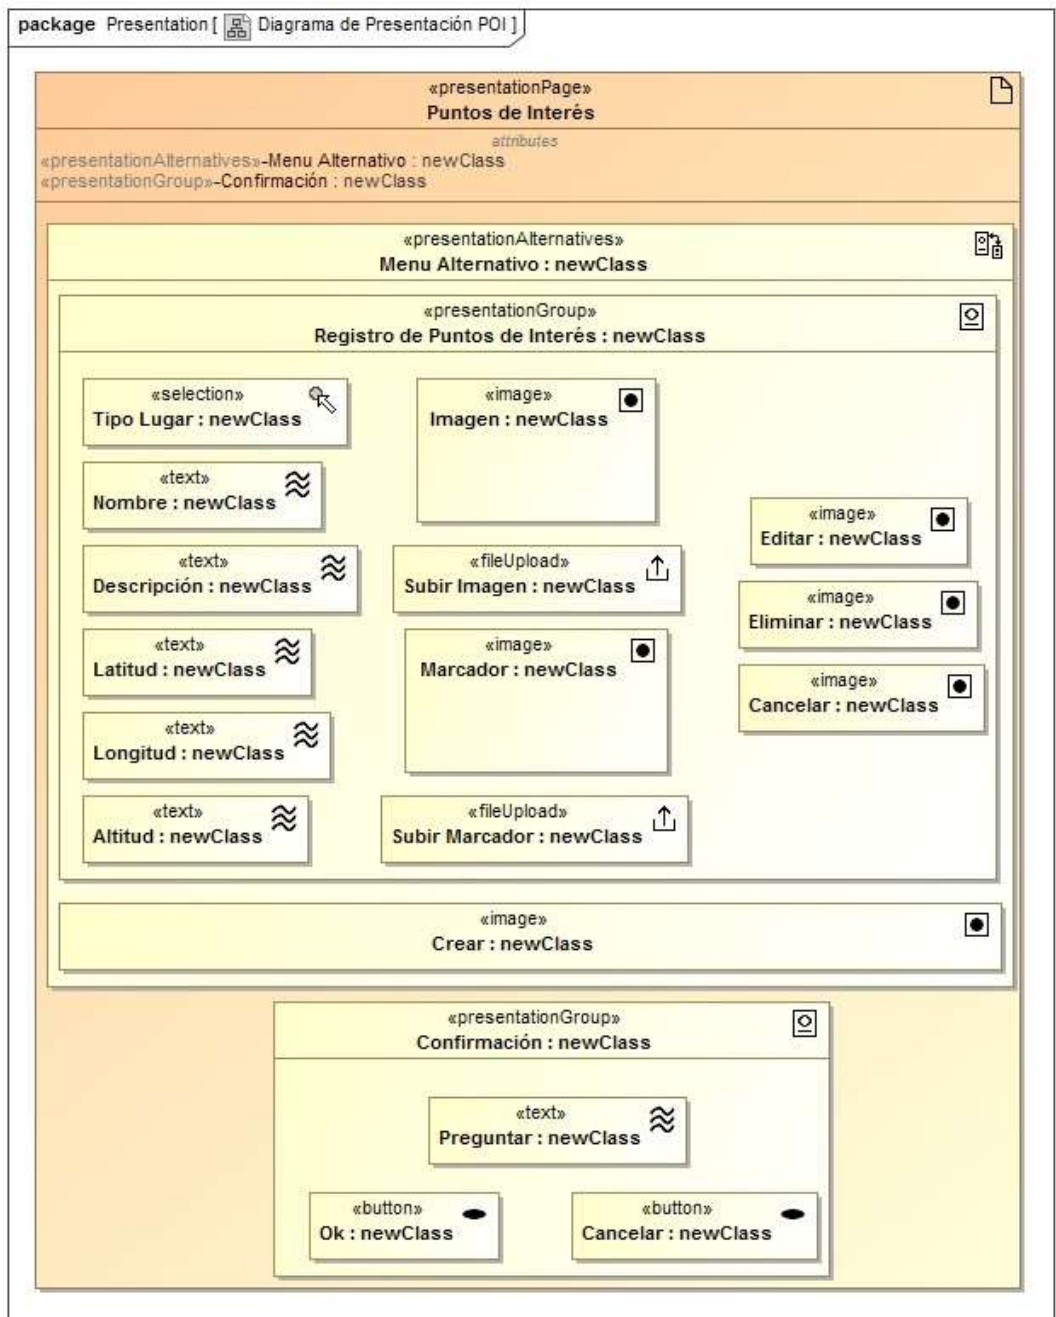 package Presentation [ Diagrama de Presentación POI ]
«presentationPage»
Puntos de Interés
attributes
«presentationAlternatives»-Menu Alternativo : newClass
«presentationGroup»-Confirmación : newClass
«presentationAlternatives»
Menu Alternativo : newClass
«presentationGroup»
Registro de Puntos de Interés : newClass
«selection»
Tipo Lugar : newClass
«text»
Nombre : newClass
«text»
Descripción : newClass
«text»
Latitud : newClass
«text»
Longitud : newClass
«text»
Altitud : newClass
«image»
Imagen : newClass
«fileUpload»
Subir Imagen : newClass
«image»
Marcador : newClass
«fileUpload»
Subir Marcador : newClass
«image»
Editar : newClass
«image»
Eliminar : newClass
«image»
Cancelar : newClass
«image»
Crear : newClass
«presentationGroup»
Confirmación : newClass
«text»
Preguntar : newClass
«button»
Ok : newClass
«button»
Cancelar : newClass